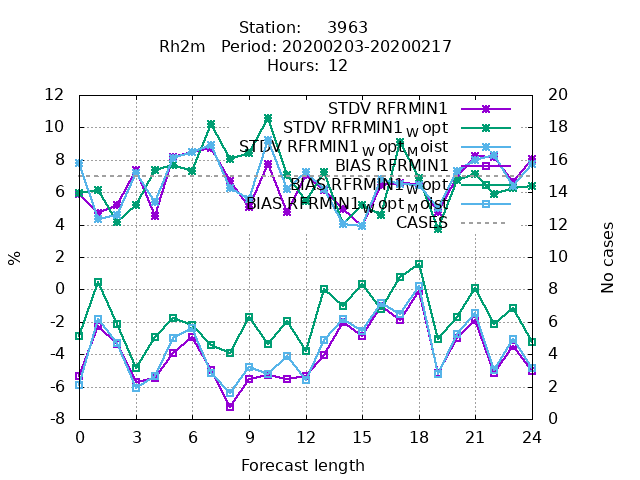 Station: 3963
Rh2m Period: 20200203-20200217
Hours: 12
12 20
10 18
8 16
6 14
4 12
2 10
0 8
-2 6
-4 4
-6 2
-8 0
STDV RFRMIN1
STDV RFRMIN1_W opt
STDV RFRMIN1_W opt_M oist
BIAS RFRMIN1
BIAS RFRMIN1_W opt
BIAS RFRMIN1_W opt_M oist
CASES
%
No cases
0 3 6 9 12 15 18 21 24
Forecast length